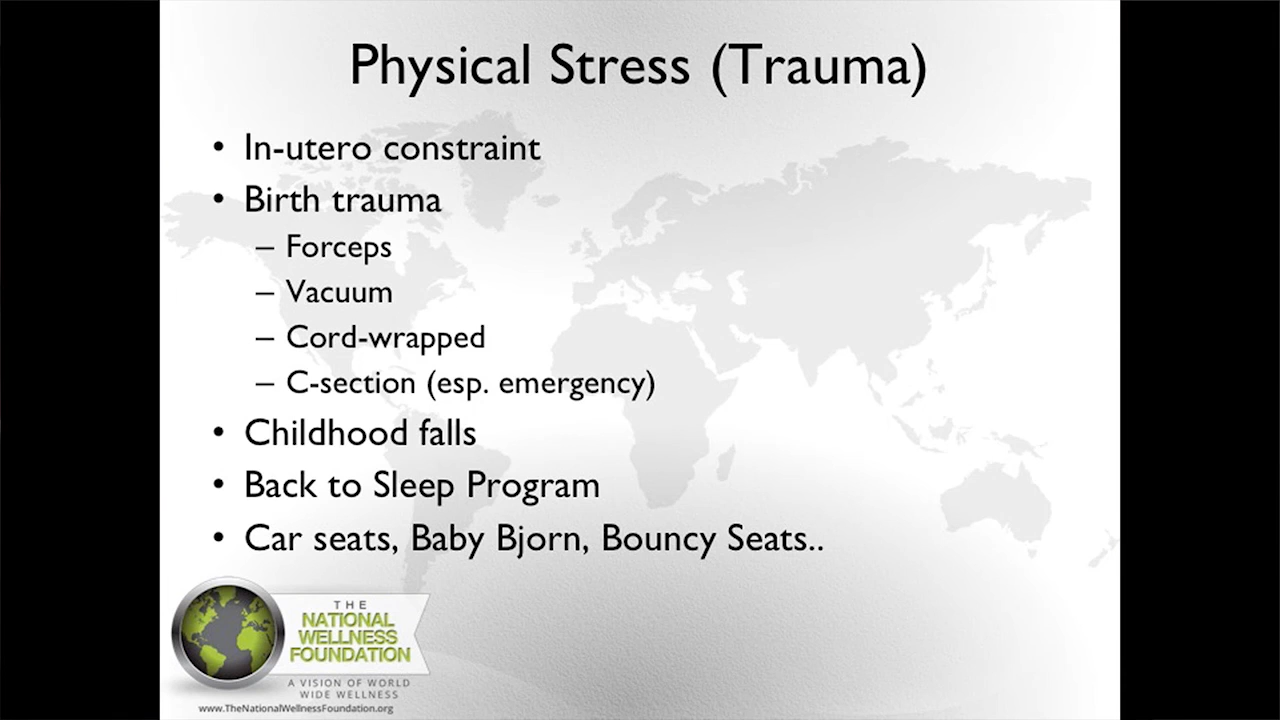 Physical Stress (Trauma)
• In-utero constraint
• Birth trauma
– Forceps
– Vacuum
– Cord-wrapped
– C-section (esp. emergency)
• Childhood falls
• Back to Sleep Program
• Car seats, Baby Bjorn, Bouncy Seats..
THE
NATIONAL
WELLNESS
FOUNDATION
A VISION OF WORLD
WIDE WELLNESS
www.TheNationalWellnessFoundation.org